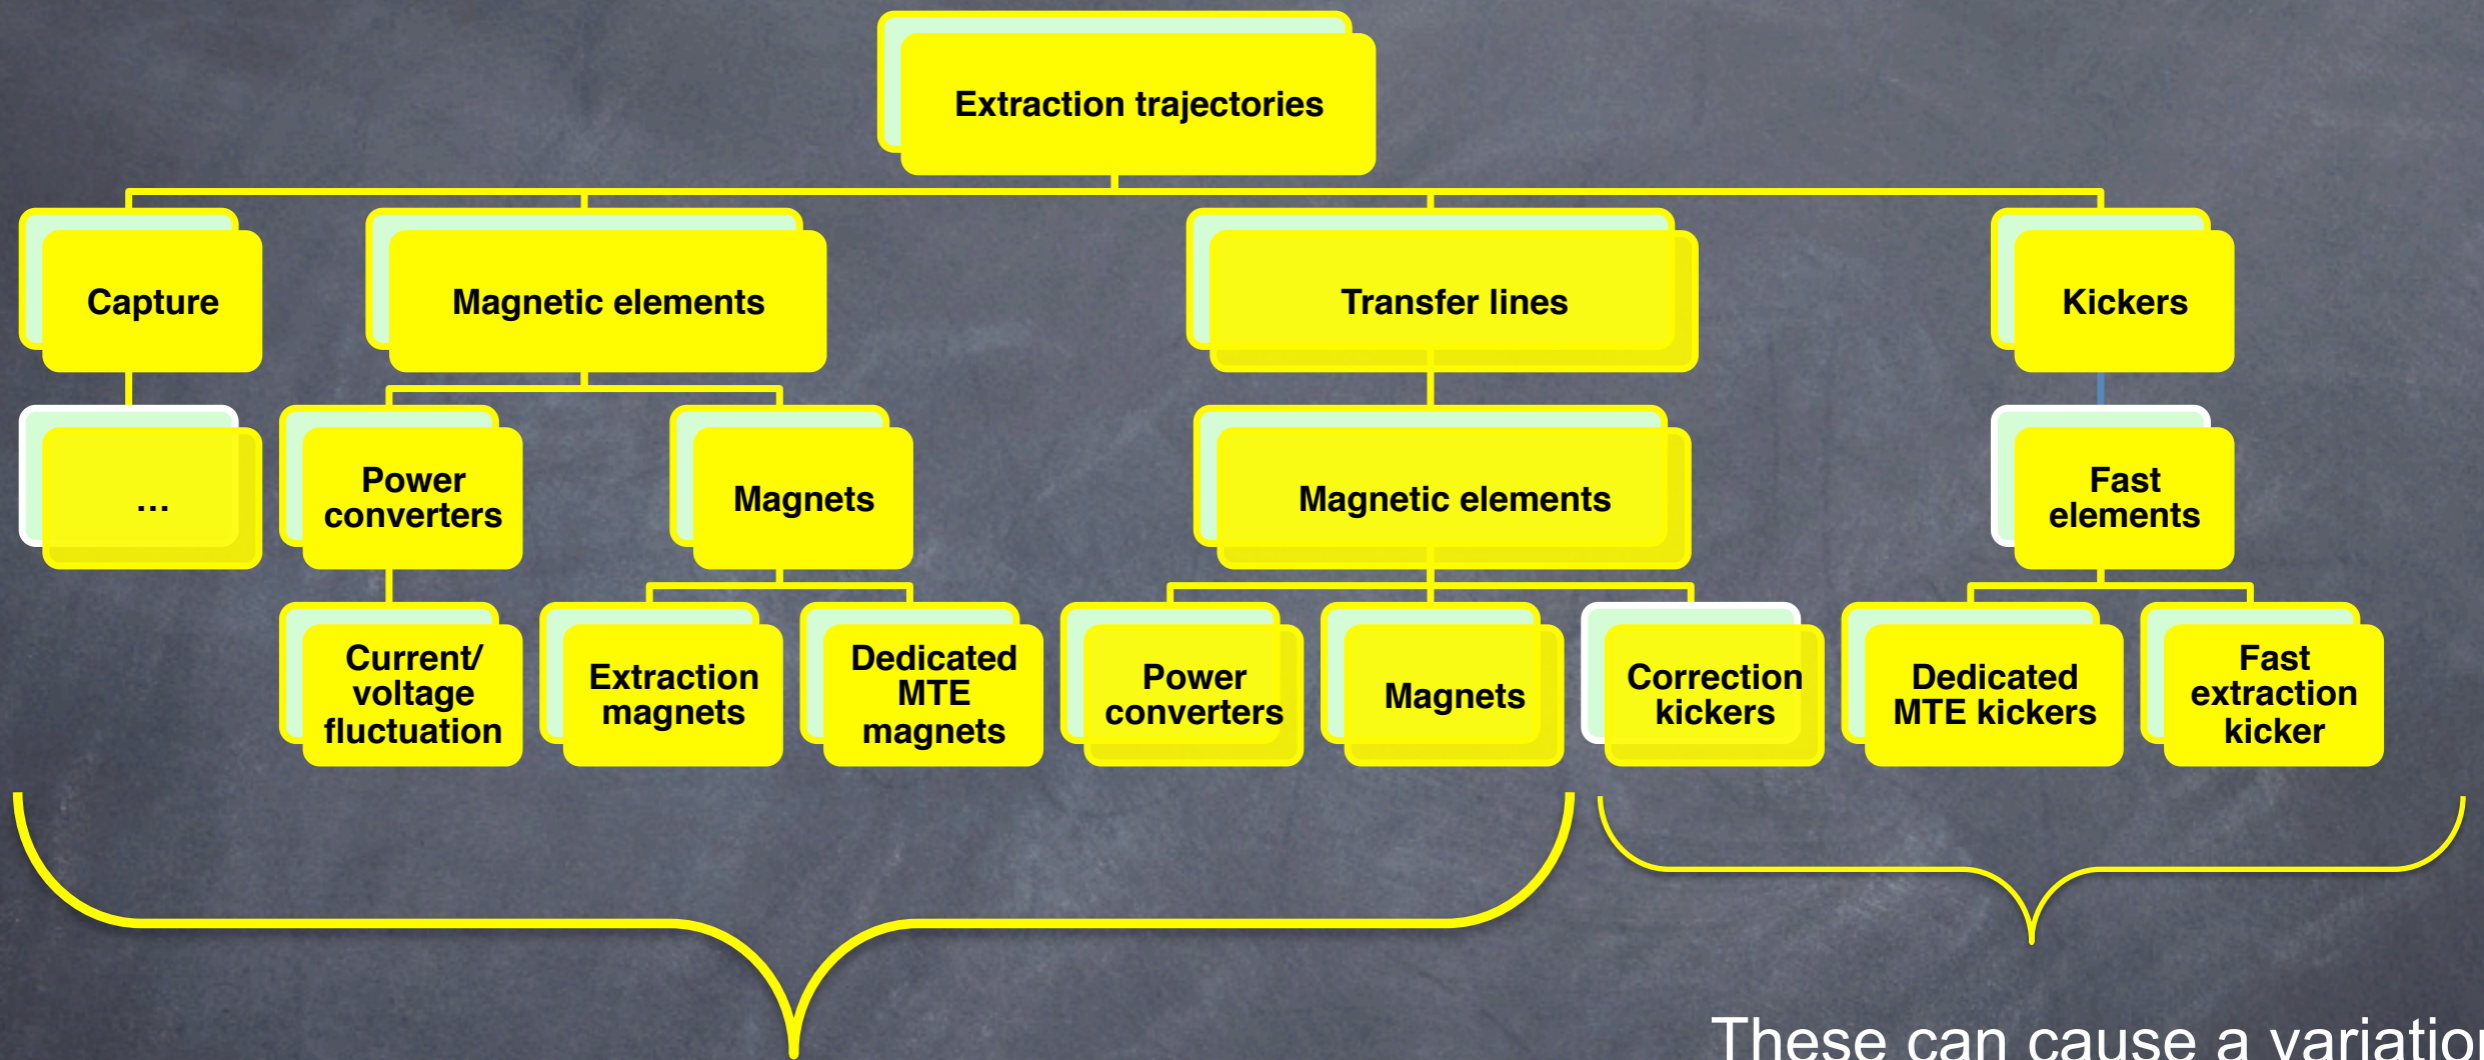 Extraction trajectories
Capture
Magnetic elements
Transfer lines
Kickers
...
Power
converters
Magnets
Magnetic elements
Fast
elements
Current/
voltage
fluctuation
Extraction
magnets
Dedicated
MTE
magnets
Power
converters
Magnets
Correction
kickers
Dedicated
MTE kickers
Fast
extraction
kicker
These can cause a variation